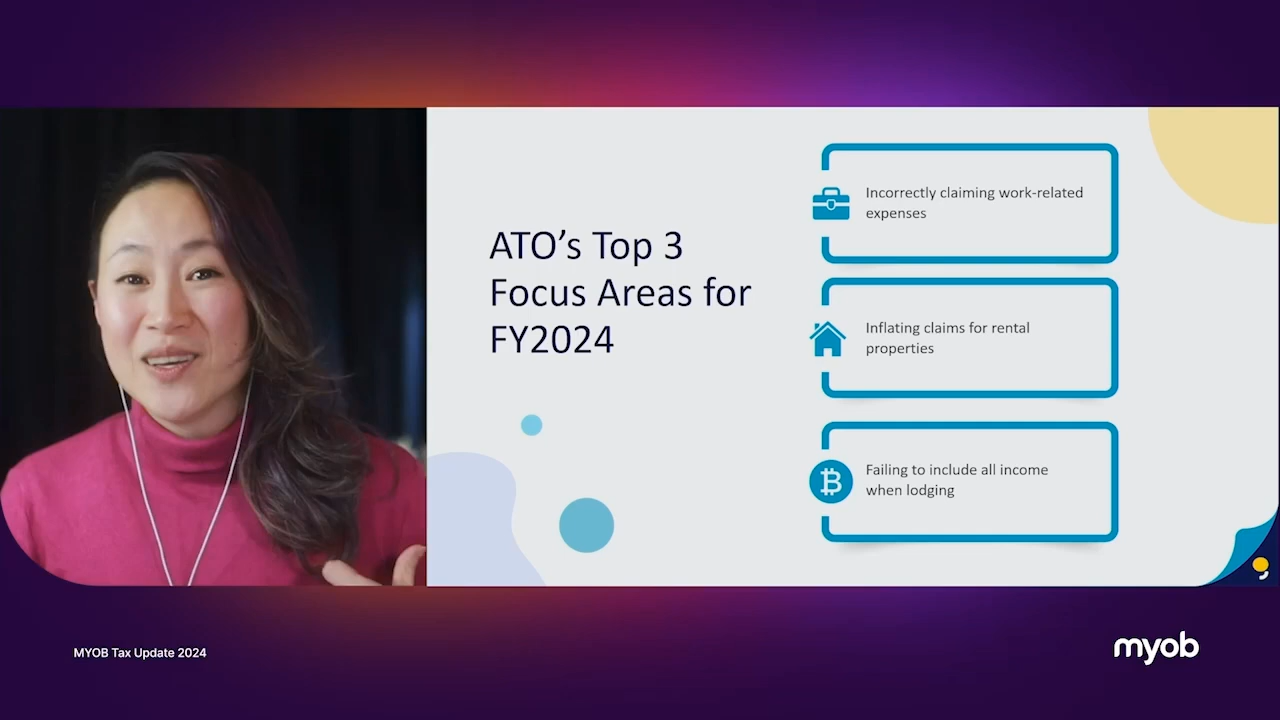 ATO’s Top 3
Focus Areas for
FY2024
Incorrectly claiming work-related
expenses
Inflating claims for rental
properties
Failing to include all income
when lodging
MYOB Tax Update 2024
myob